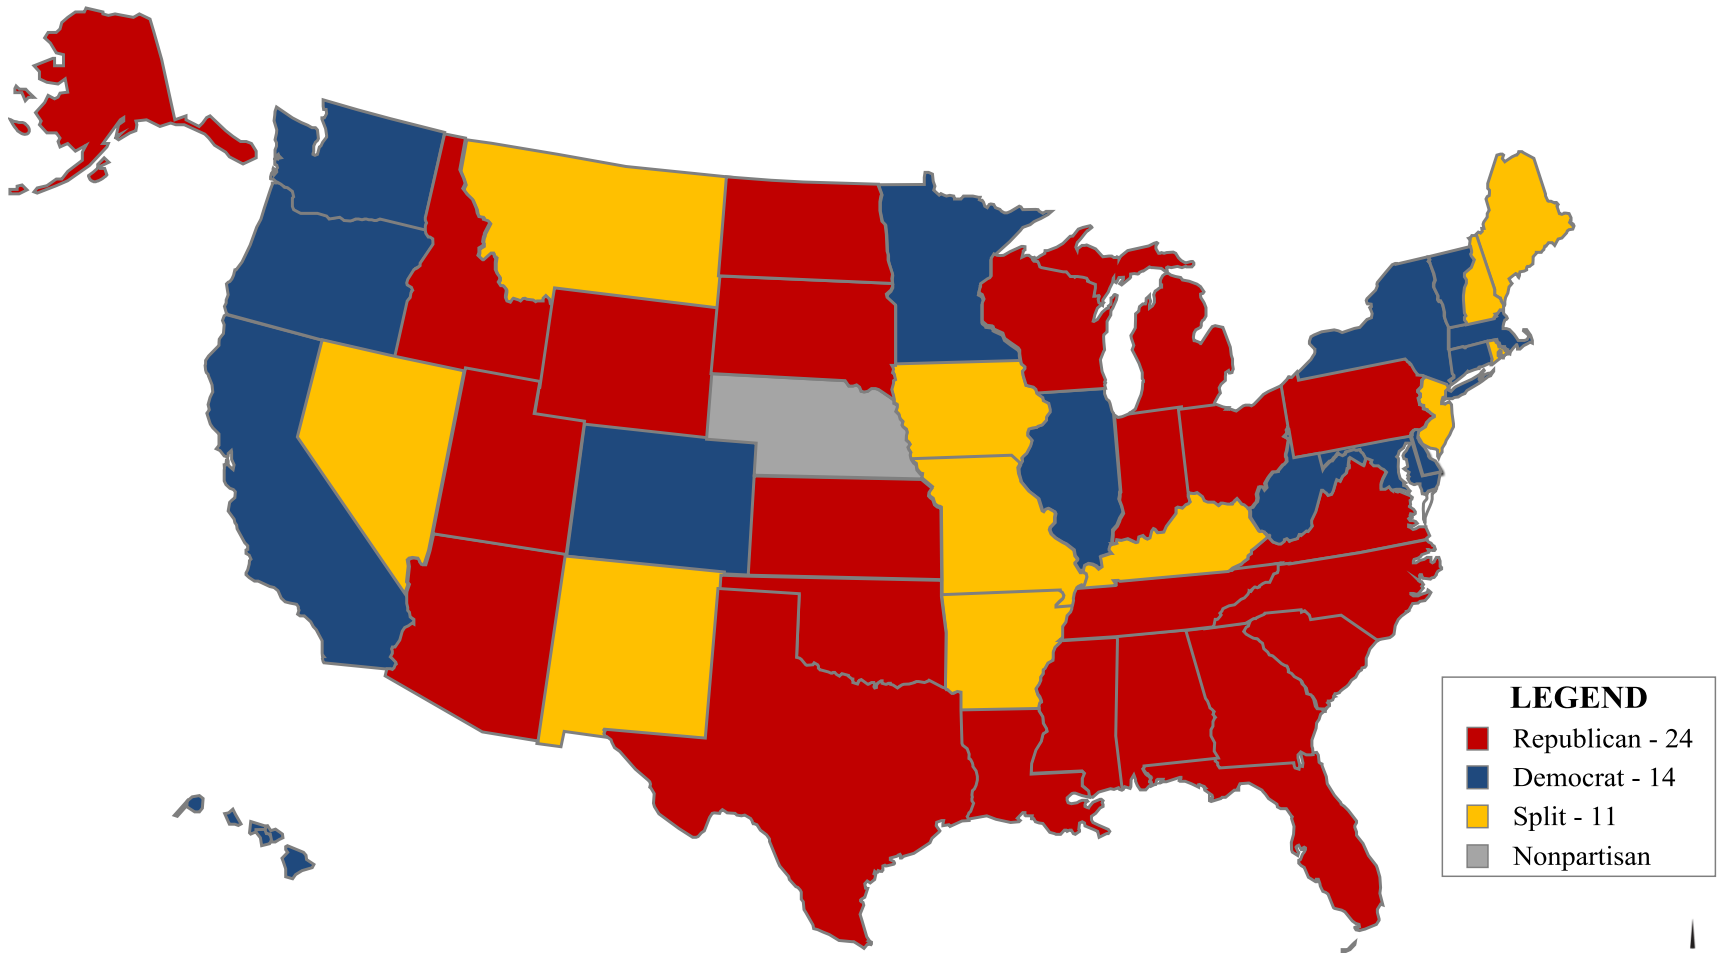 LEGEND
Republican - 24
Democrat - 14
Split - 11
Nonpartisan